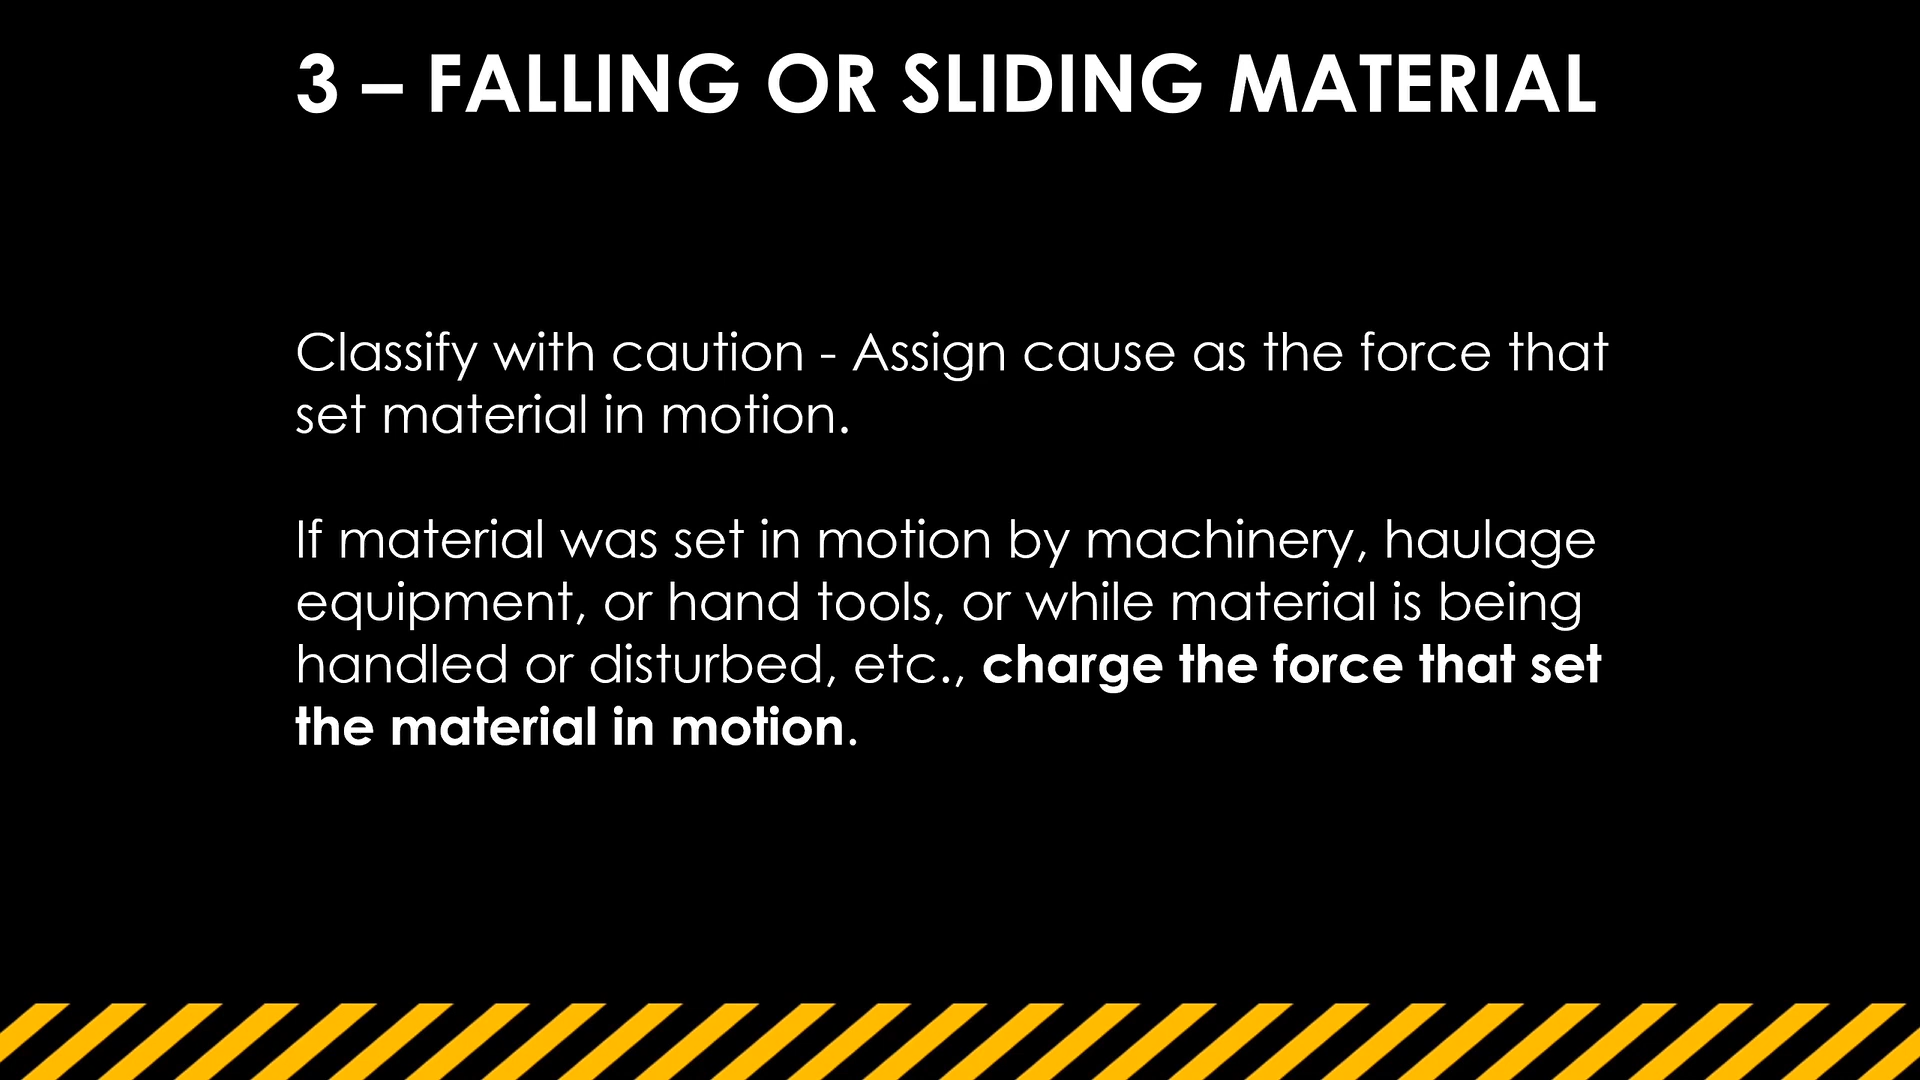 3 – FALLING OR SLIDING MATERIAL
Classify with caution - Assign cause as the force that
set material in motion.
If material was set in motion by machinery, haulage
equipment, or hand tools, or while material is being
handled or disturbed, etc., charge the force that set
the material in motion.